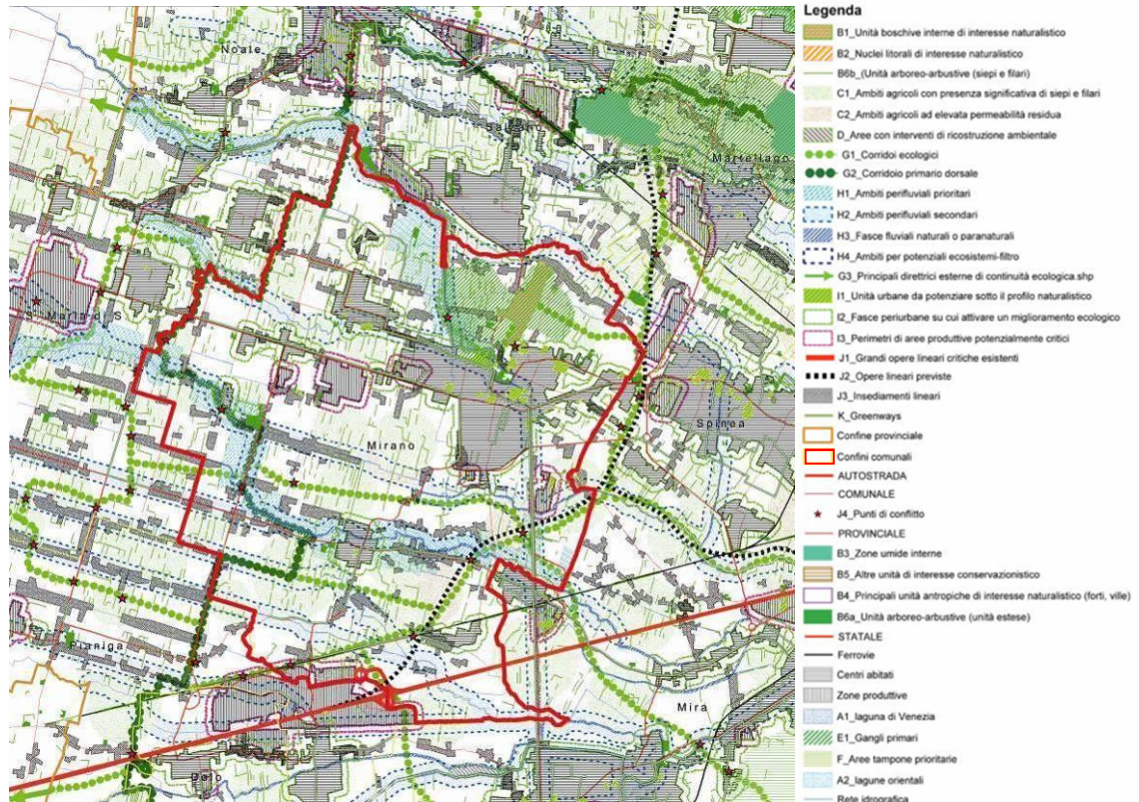 Noale
Martellago
S. Maria di S
Mirano
Spinea
Pianiga
Mira
Dolo
Legenda
B1_Unità boschive interne di interesse naturalistico
B2_Nuclei litorali di interesse naturalistico
B6b_(Unità arboreo-arbustive (siepi e filari)
C1_Ambiti agricoli con presenza significativa di siepi e filari
C2_Ambiti agricoli ad elevata permeabilità residua
D_Aree con interventi di ricostruzione ambientale
G1_Corridoi ecologici
G2_Corridoio primario dorsale
H1_Ambiti perifluviali prioritari
H2_Ambiti perifluviali secondari
H3_Fasce fluviali naturali o paranaturali
H4_Ambiti per potenziali ecosistemi-filtro
G3_Principali direttrici esterne di continuità ecologica.shp
I1_Unità urbane da potenziare sotto il profilo naturalistico
I2_Fasce periurbane su cui attivare un miglioramento ecologico
I3_Perimetri di aree produttive potenzialmente critici
J1_Grandi opere lineari critiche esistenti
J2_Opere lineari previste
J3_Insediamenti lineari
K_Greenways
Confine provinciale
Confini comunali
AUTOSTRADA
COMUNALE
J4_Punti di conflitto
PROVINCIALE
B3_Zone umide interne
B5_Altre unità di interesse conservazionistico
B4_Principali unità antropiche di interesse naturalistico (forti, ville)
B6a_Unità arboreo-arbustive (unità estese)
STATALE
Ferrovie
Centri abitati
Zone produttive
A1_laguna di Venezia
E1_Gangli primari
F_Aree tampone prioritarie
A2_lagune orientali
Rete idrografica